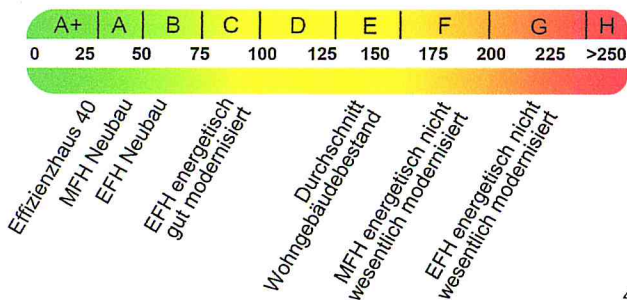 A+ A B C D E F G H
0 25 50 75 100 125 150 175 200 225 >250
Effizienzhaus 40
MFH Neubau
EFH Neubau
EFH energetisch
gut modernisiert
Durchschnitt
Wohngebäudebestand
MFH energetisch nicht
wesentlich modernisiert
EFH energetisch nicht
wesentlich modernisiert